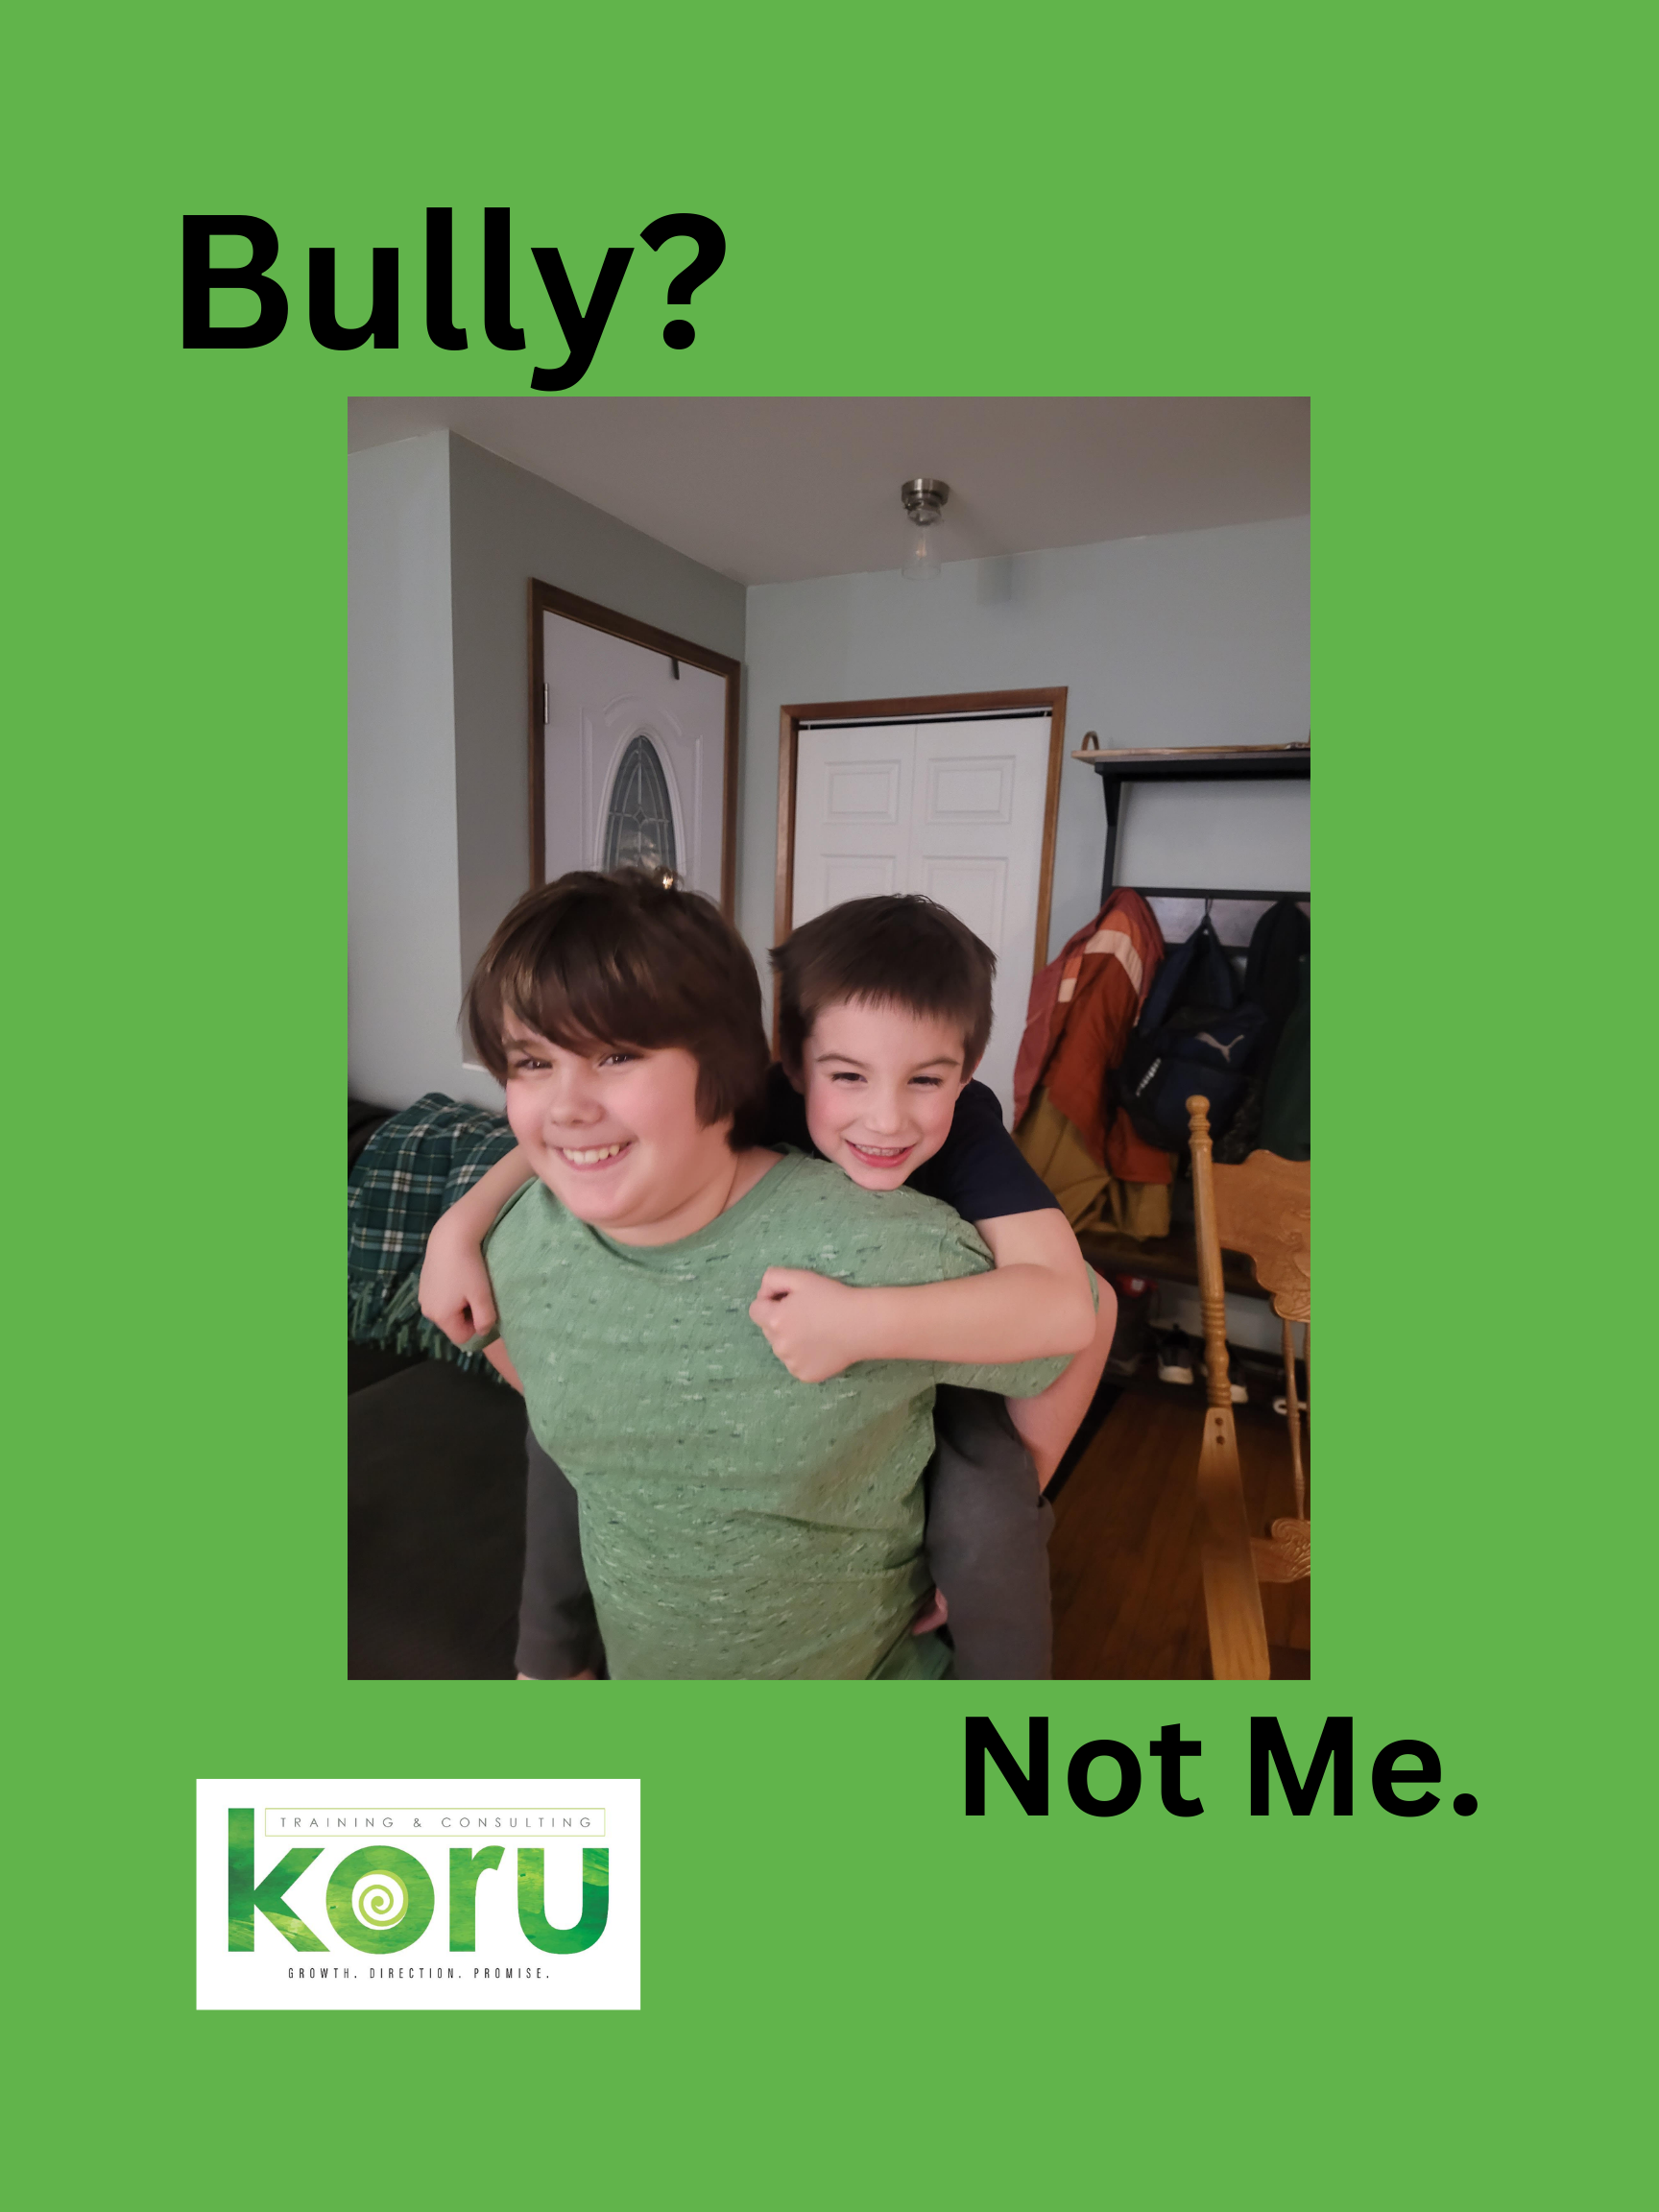 Bully?
Not Me.
TRAINING & CONSULTING
koru
GROWTH. DIRECTION. PROMISE.